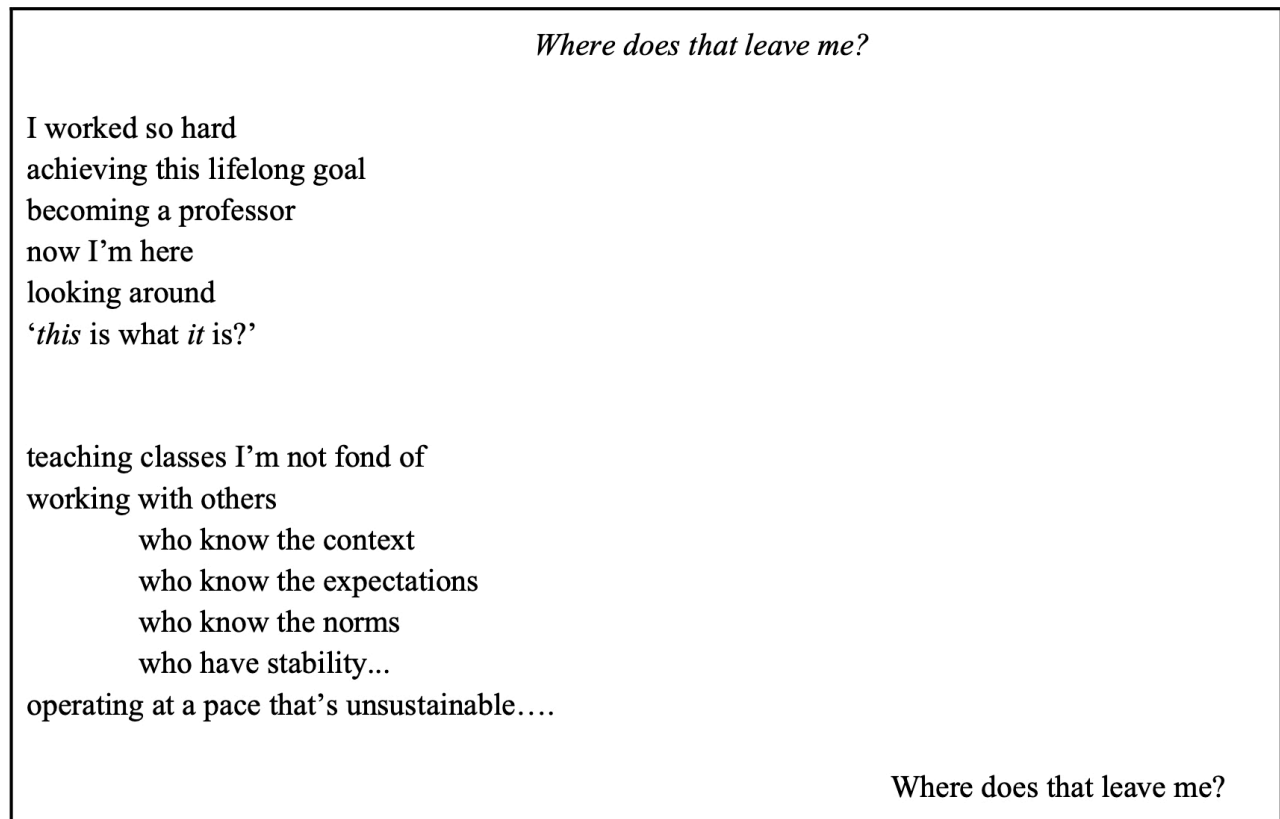 Where does that leave me?
I worked so hard
achieving this lifelong goal
becoming a professor
now I’m here
looking around
‘this is what it is?’
teaching classes I’m not fond of
working with others
who know the context
who know the expectations
who know the norms
who have stability...
operating at a pace that’s unsustainable….
Where does that leave me?